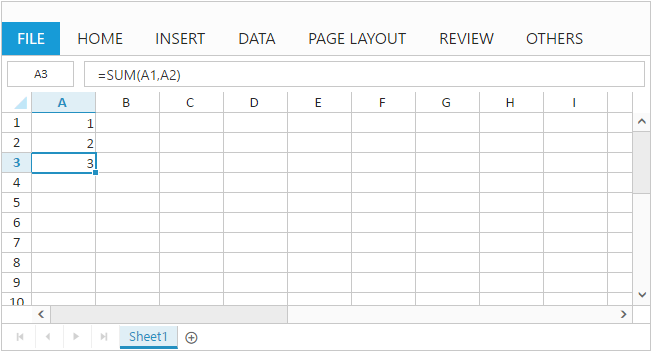 FILE HOME INSERT DATA PAGE LAYOUT REVIEW OTHERS
A3 =SUM(A1,A2)
A B C D E F G H I
1 1
2 2
3 3
4
5
6
7
8
9
10
Sheet1